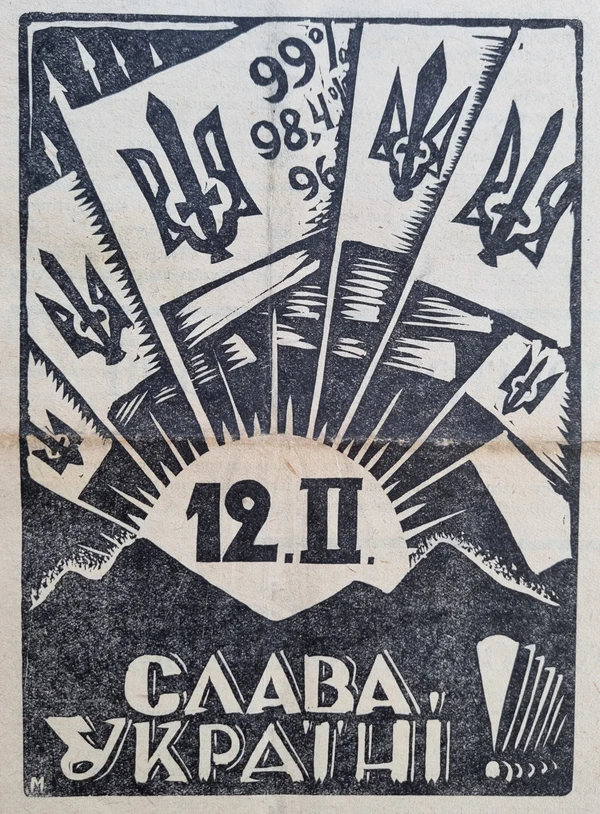 99%
98,4%
96
12.II.
СЛАВА
УКРАЇНІ!
М